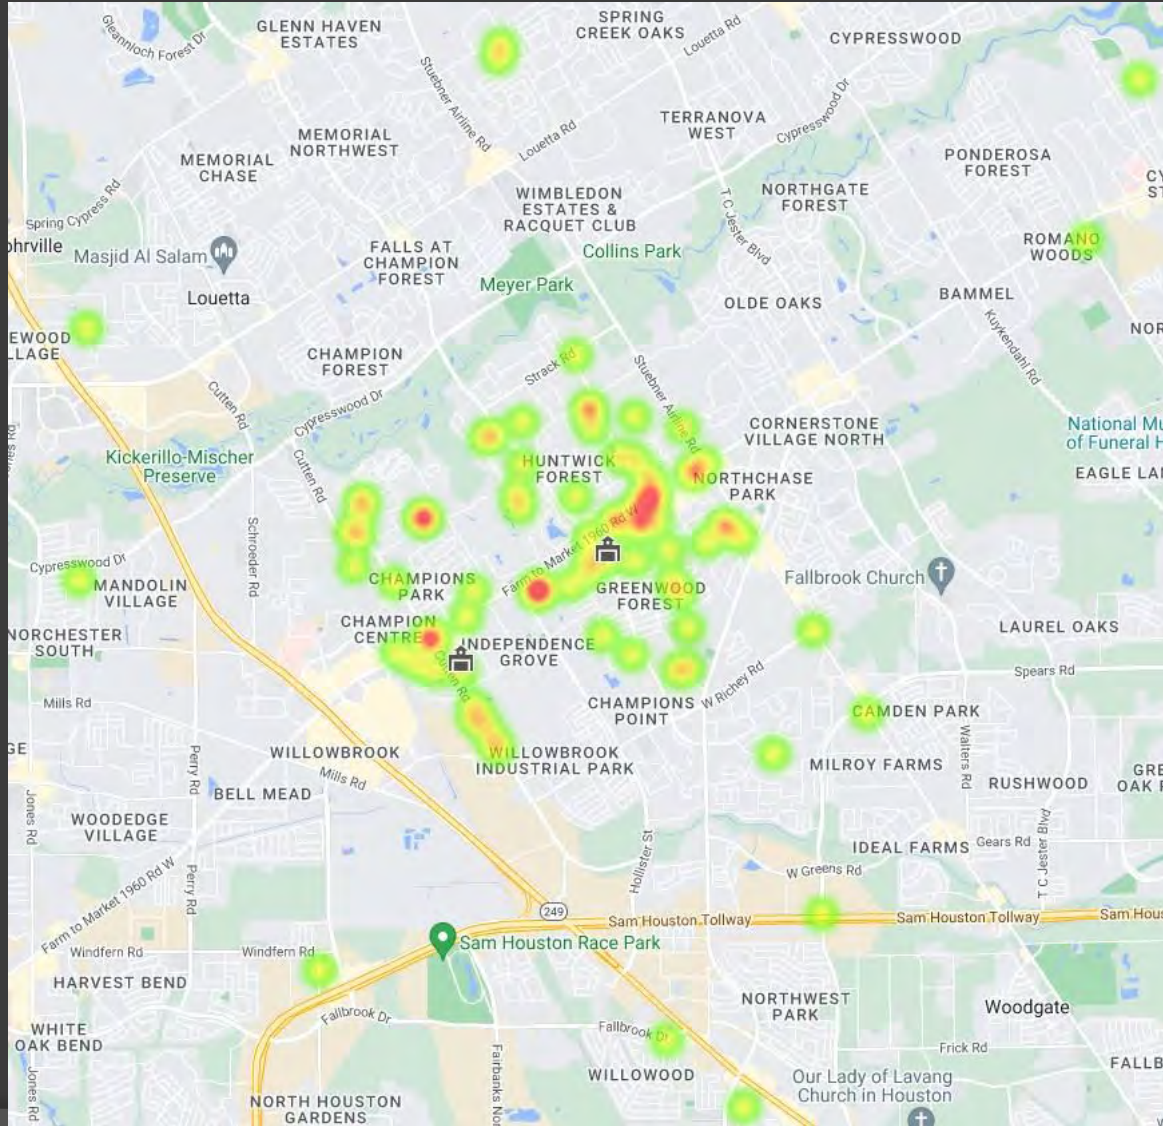 Gleannloch Forest Dr
GLENN HAVEN
ESTATES
SPRING
CREEK OAKS
Louetta Rd
CYPRESSWOOD
Stuebner Airline Rd
MEMORIAL
NORTHWEST
Louetta Rd
TERRANOVA
WEST
Cypresswood Dr
MEMORIAL
CHASE
PONDEROSA
FOREST
Spring Cypress Rd
WIMBLEDON
ESTATES &
RACQUET CLUB
T C Jester Blvd
NORTHGATE
FOREST
ohrville
Masjid Al Salam
FALLS AT
CHAMPION
FOREST
Collins Park
ROMANO
WOODS
Louetta
Meyer Park
OLDE OAKS
BAMMEL
EWOOD
LLAGE
CHAMPION
FOREST
Strack Rd
Stuebner Airline Rd
Kuykendahl Rd
NOR
Cutten Rd
Cypresswood Dr
CORNERSTONE
VILLAGE NORTH
National Mu
of Funeral H
Kickerillo-Mischer
Preserve
Cutten Rd
HUNTWICK
FOREST
NORTHCHASE
PARK
EAGLE LA
Schroeder Rd
Farm to Market 1960 Rd W
Cypresswood Dr
MANDOLIN
VILLAGE
CHAMPIONS
PARK
GREENWOOD
FOREST
Fallbrook Church
NORCHESTER
SOUTH
CHAMPION
CENTRE
INDEPENDENCE
GROVE
LAUREL OAKS
Cutten Rd
Spears Rd
Mills Rd
CHAMPIONS
POINT
W Richey Rd
CAMDEN PARK
GE
WILLOWBROOK
Mills Rd
WILLOWBROOK
INDUSTRIAL PARK
MILROY FARMS
Walters Rd
RUSHWOOD
GRE
OAK
Perry Rd
BELL MEAD
Jones Rd
WOODEDGE
VILLAGE
Hollister St
IDEAL FARMS
Gears Rd
T C Jester Blvd
W Greens Rd
Perry Rd
Farm to Market 1960 Rd W
249
Sam Houston Tollway
Sam Houston Tollway
Sam Hous
Windfern Rd
Windfern Rd
Sam Houston Race Park
HARVEST BEND
NORTHWEST
PARK
Woodgate
Fallbrook Dr
Fallbrook Dr
WHITE
OAK BEND
Frick Rd
FALLB
Jones Rd
Fairbanks No
WILLOWOOD
Our Lady of Lavang
Church in Houston
NORTH HOUSTON
GARDENS